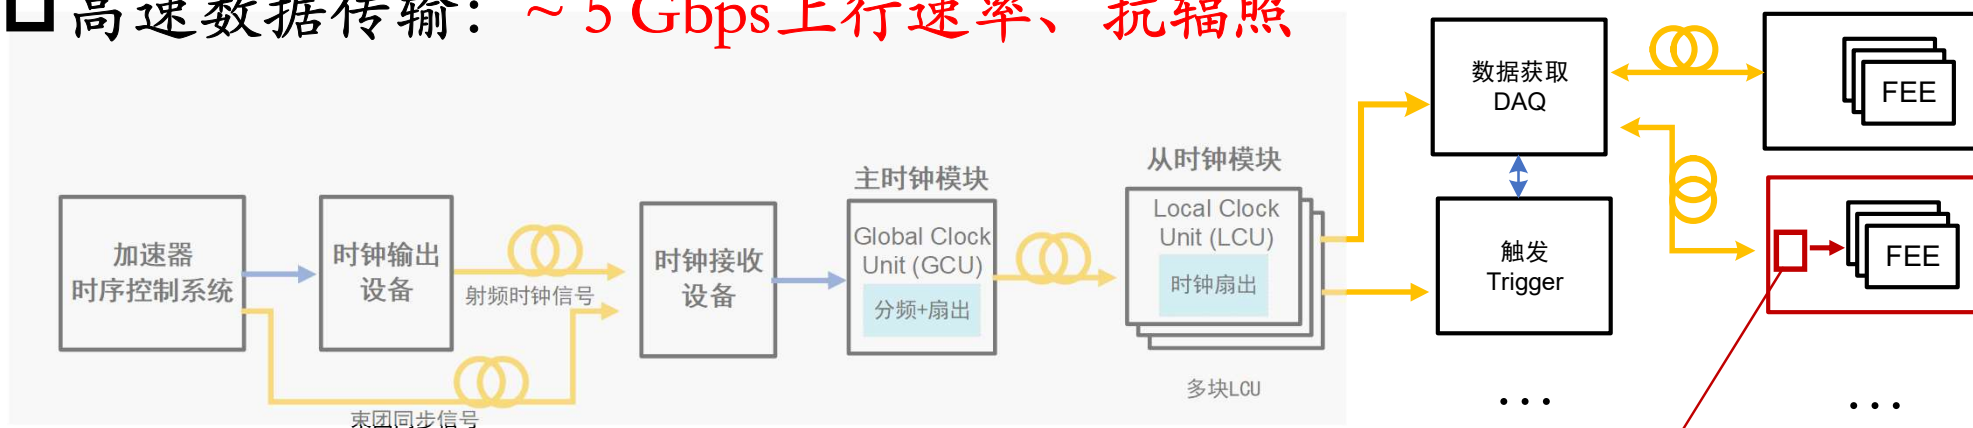 高速数据传输：~ 5 Gbps上行速率、抗辐照
加速器
时序控制系统
时钟输出
设备
射频时钟信号
束团同步信号
时钟接收
设备
主时钟模块
Global Clock
Unit (GCU)
分频+扇出
从时钟模块
Local Clock
Unit (LCU)
时钟扇出
多块LCU
数据获取
DAQ
触发
Trigger
...
FEE
FEE
...